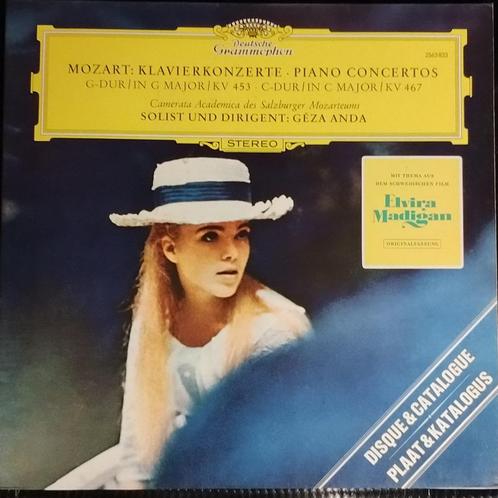 Deutsche
Grammophon
2563 833
MOZART: KLAVIERKONZERTE · PIANO CONCERTOS
G-DUR/IN G MAJOR/KV 453 · C-DUR/IN C MAJOR/KV 467
Camerata Academica des Salzburger Mozarteums
SOLIST UND DIRIGENT: GÉZA ANDA
STEREO
MIT THEMA AUS
DEM SCHWEDISCHEN FILM
Elvira
Madigan
ORIGINALFASSUNG
DISQUE & CATALOGUE
PLAAT & KATALOGUS